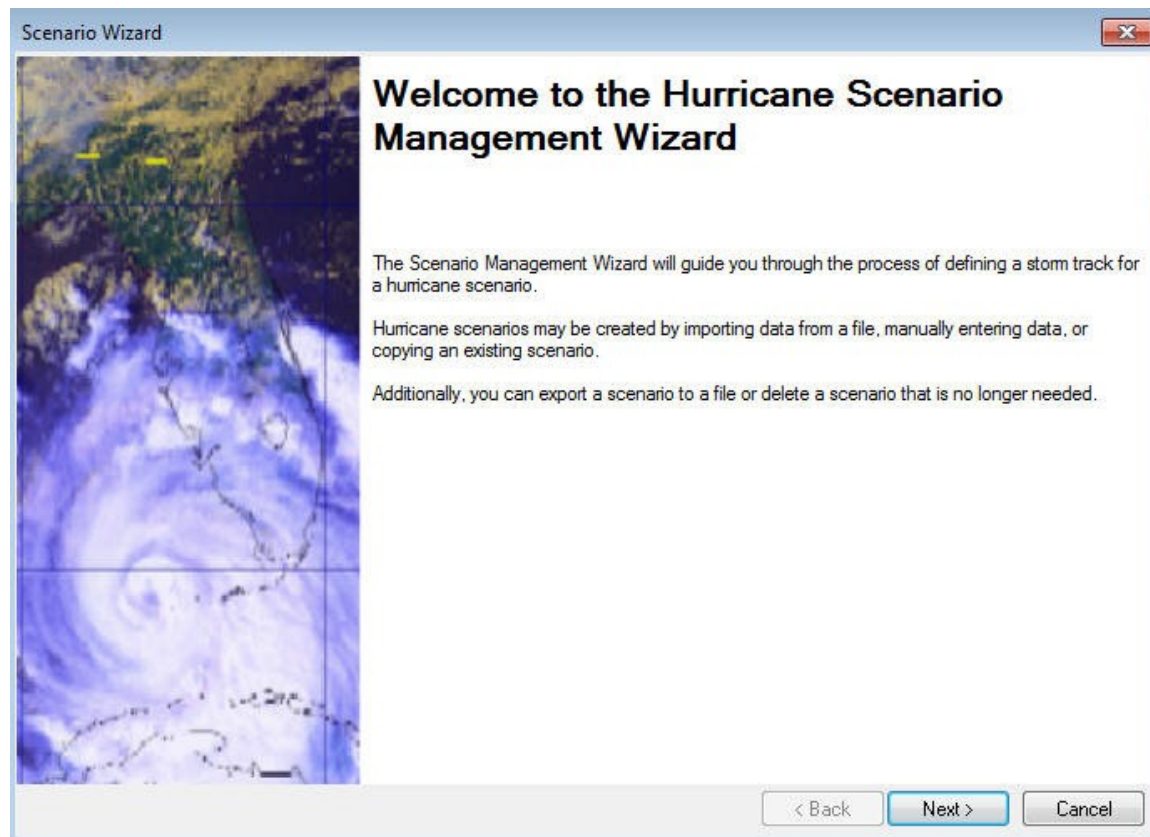 Scenario Wizard
Welcome to the Hurricane Scenario
Management Wizard
The Scenario Management Wizard will guide you through the process of defining a storm track for
a hurricane scenario.
Hurricane scenarios may be created by importing data from a file, manually entering data, or
copying an existing scenario.
Additionally, you can export a scenario to a file or delete a scenario that is no longer needed.
< Back
Next >
Cancel